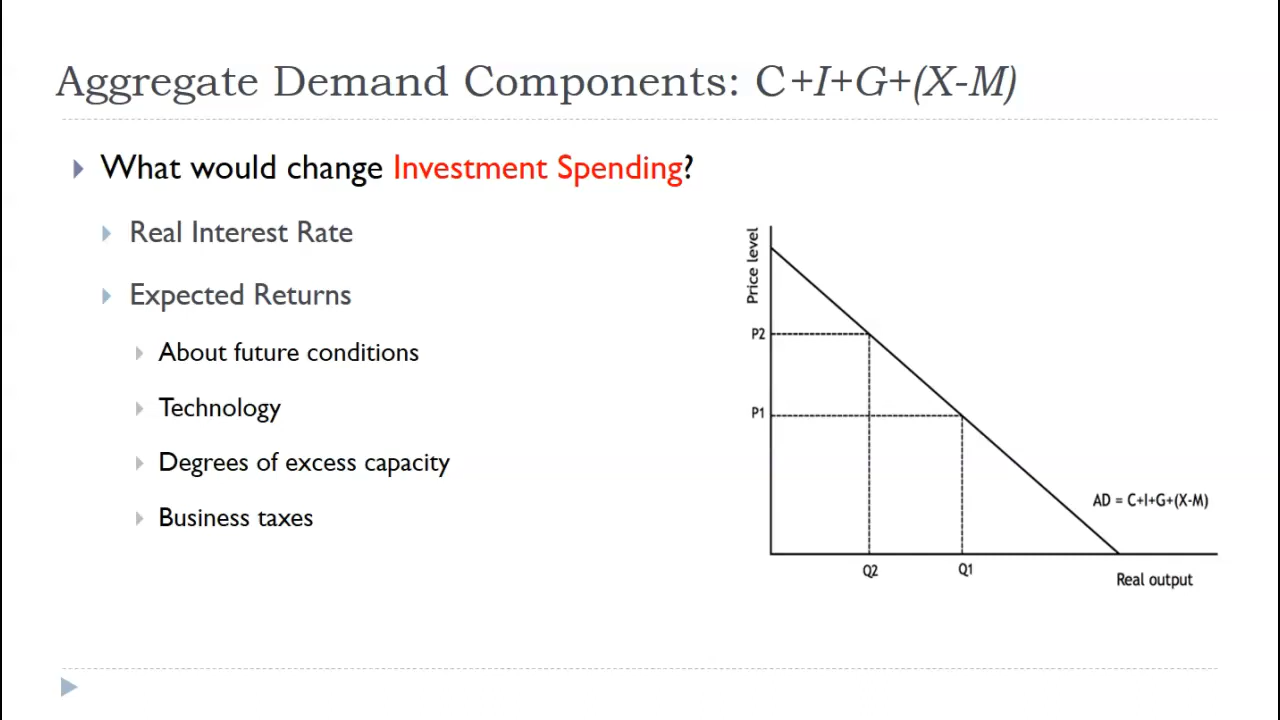 Aggregate Demand Components: C+I+G+(X-M)
What would change Investment Spending?
Real Interest Rate
Expected Returns
About future conditions
Technology
Degrees of excess capacity
Business taxes
Price level
P2
P1
AD = C+I+G+(X-M)
Q2
Q1
Real output